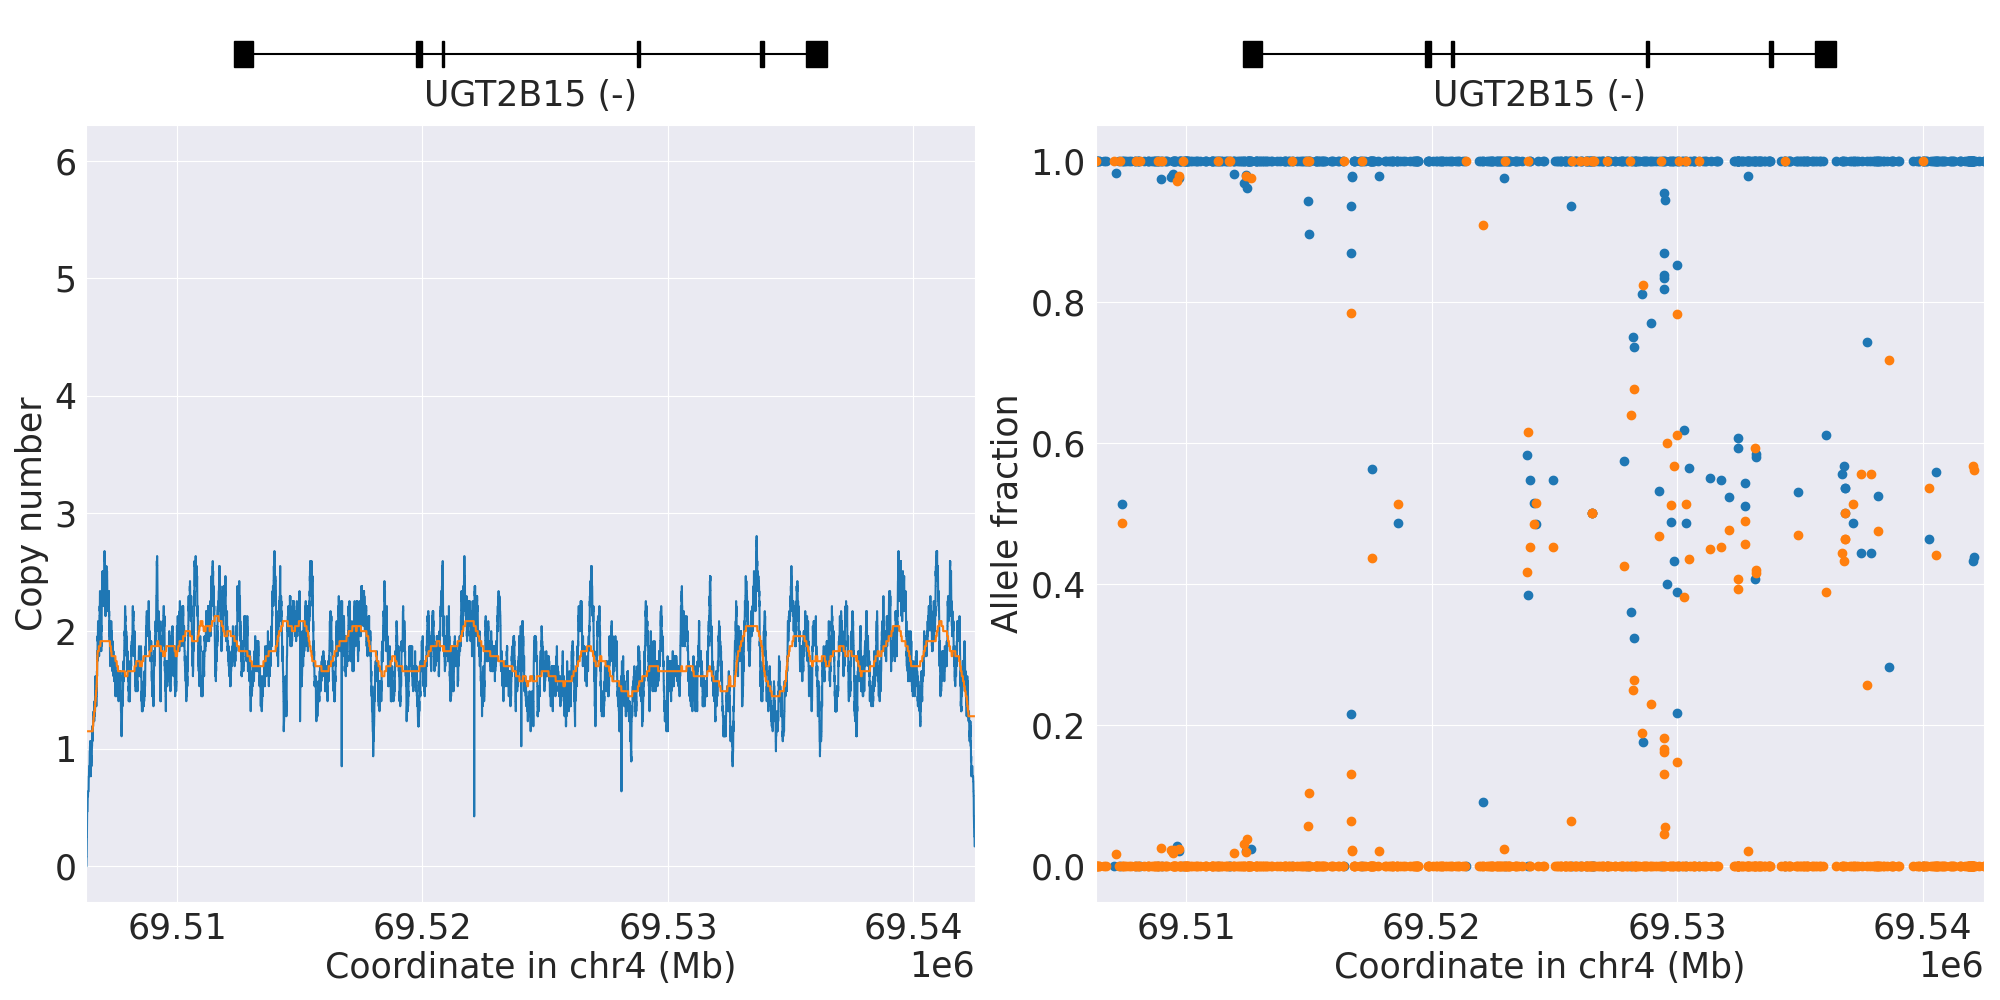 UGT2B15 (-)
6
5
4
3
2
1
0
Copy number
69.51 69.52 69.53 69.54
Coordinate in chr4 (Mb)
1e6
UGT2B15 (-)
1.0
0.8
0.6
0.4
0.2
0.0
Allele fraction
69.51 69.52 69.53 69.54
Coordinate in chr4 (Mb)
1e6